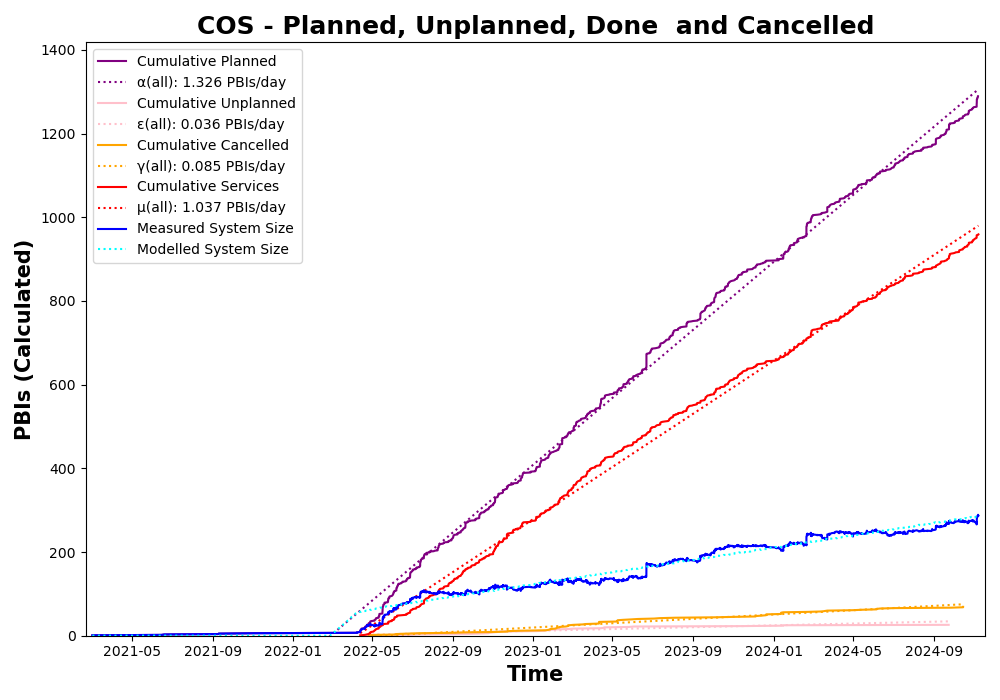 COS - Planned, Unplanned, Done  and Cancelled
PBIs (Calculated)
1400
1200
1000
800
600
400
200
0
Cumulative Planned
α(all): 1.326 PBIs/day
Cumulative Unplanned
ε(all): 0.036 PBIs/day
Cumulative Cancelled
γ(all): 0.085 PBIs/day
Cumulative Services
μ(all): 1.037 PBIs/day
Measured System Size
Modelled System Size
2021-05 2021-09 2022-01 2022-05 2022-09 2023-01 2023-05 2023-09 2024-01 2024-05 2024-09
Time